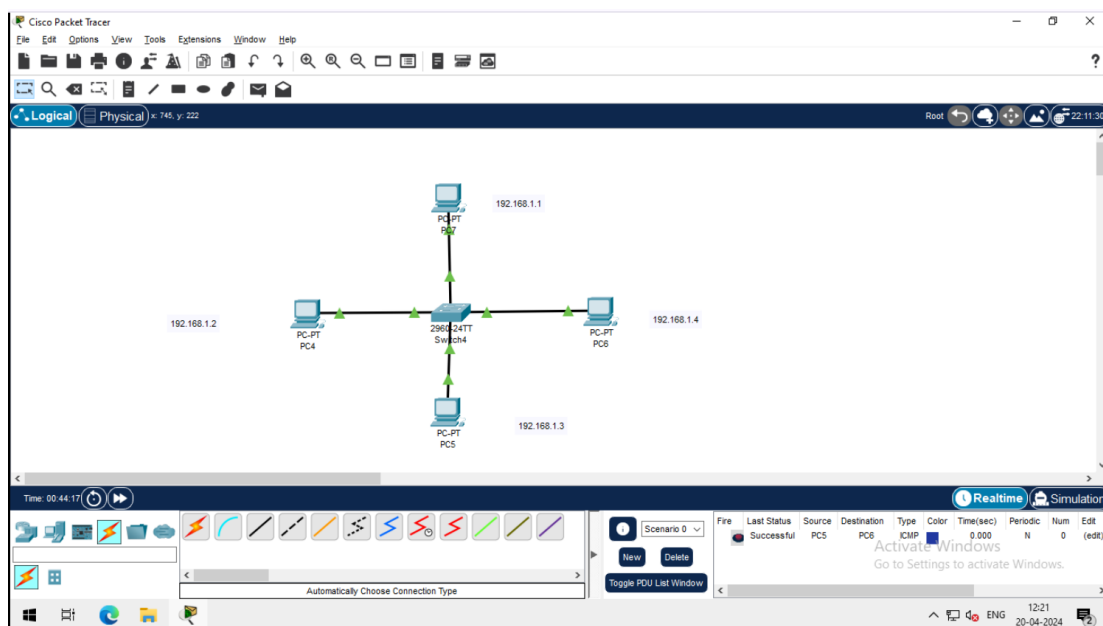 Cisco Packet Tracer
File Edit Options View Tools Extensions Window Help
?
Logical Physical x: 745, y: 222 Root 22:11:30
192.168.1.1
PC-PT
PC7
192.168.1.2
PC-PT
PC4
2960-24TT
Switch4
PC-PT
PC6
192.168.1.4
PC-PT
PC5
192.168.1.3
Time: 00:44:17 Realtime Simulation
Scenario 0
New Delete
Toggle PDU List Window
Fire Last Status Source Destination Type Color Time(sec) Periodic Num Edit
Successful PC5 PC6 ICMP 0.000 N 0 (edit)
Activate Windows
Go to Settings to activate Windows.
Automatically Choose Connection Type
ENG 12:21
20-04-2024 2